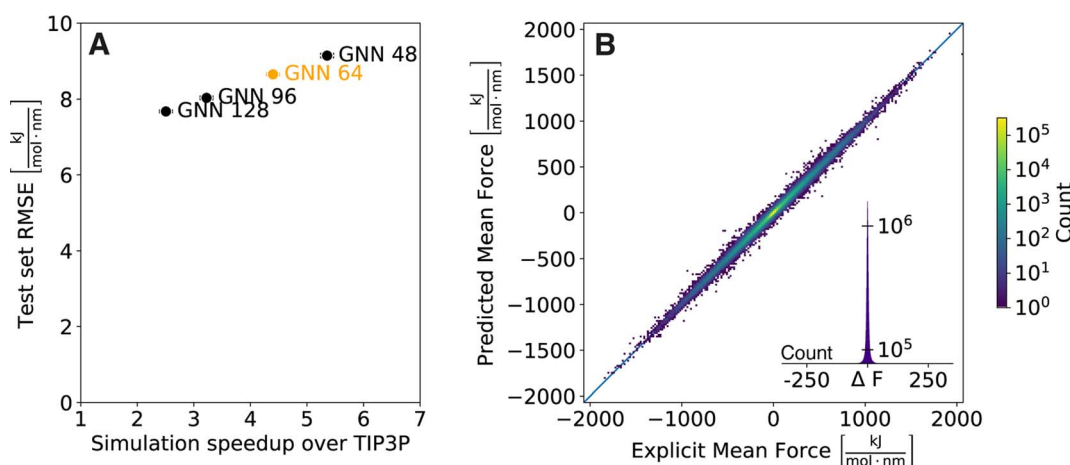 A
10
8
6
4
2
0
Test set RMSE [kJ / mol · nm]
GNN 48
GNN 64
GNN 96
GNN 128
1 2 3 4 5 6 7
Simulation speedup over TIP3P
B
2000
1500
1000
500
0
−500
−1000
−1500
−2000
Predicted Mean Force [kJ / mol · nm]
10^6
10^5
Count
-250 Δ F 250
−2000 −1000 0 1000 2000
Explicit Mean Force [kJ / mol · nm]
10^5
10^4
10^3
10^2
10^1
10^0
Count